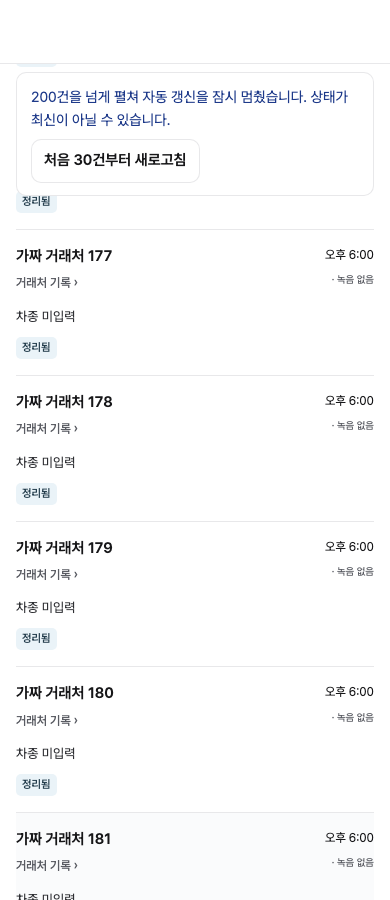 200건을 넘게 펼쳐 자동 갱신을 잠시 멈췄습니다. 상태가
최신이 아닐 수 있습니다.
처음 30건부터 새로고침
정리됨
가짜 거래처 177
오후 6:00
거래처 기록 ›
· 녹음 없음
차종 미입력
정리됨
가짜 거래처 178
오후 6:00
거래처 기록 ›
· 녹음 없음
차종 미입력
정리됨
가짜 거래처 179
오후 6:00
거래처 기록 ›
· 녹음 없음
차종 미입력
정리됨
가짜 거래처 180
오후 6:00
거래처 기록 ›
· 녹음 없음
차종 미입력
정리됨
가짜 거래처 181
오후 6:00
거래처 기록 ›
· 녹음 없음
차종 미입력